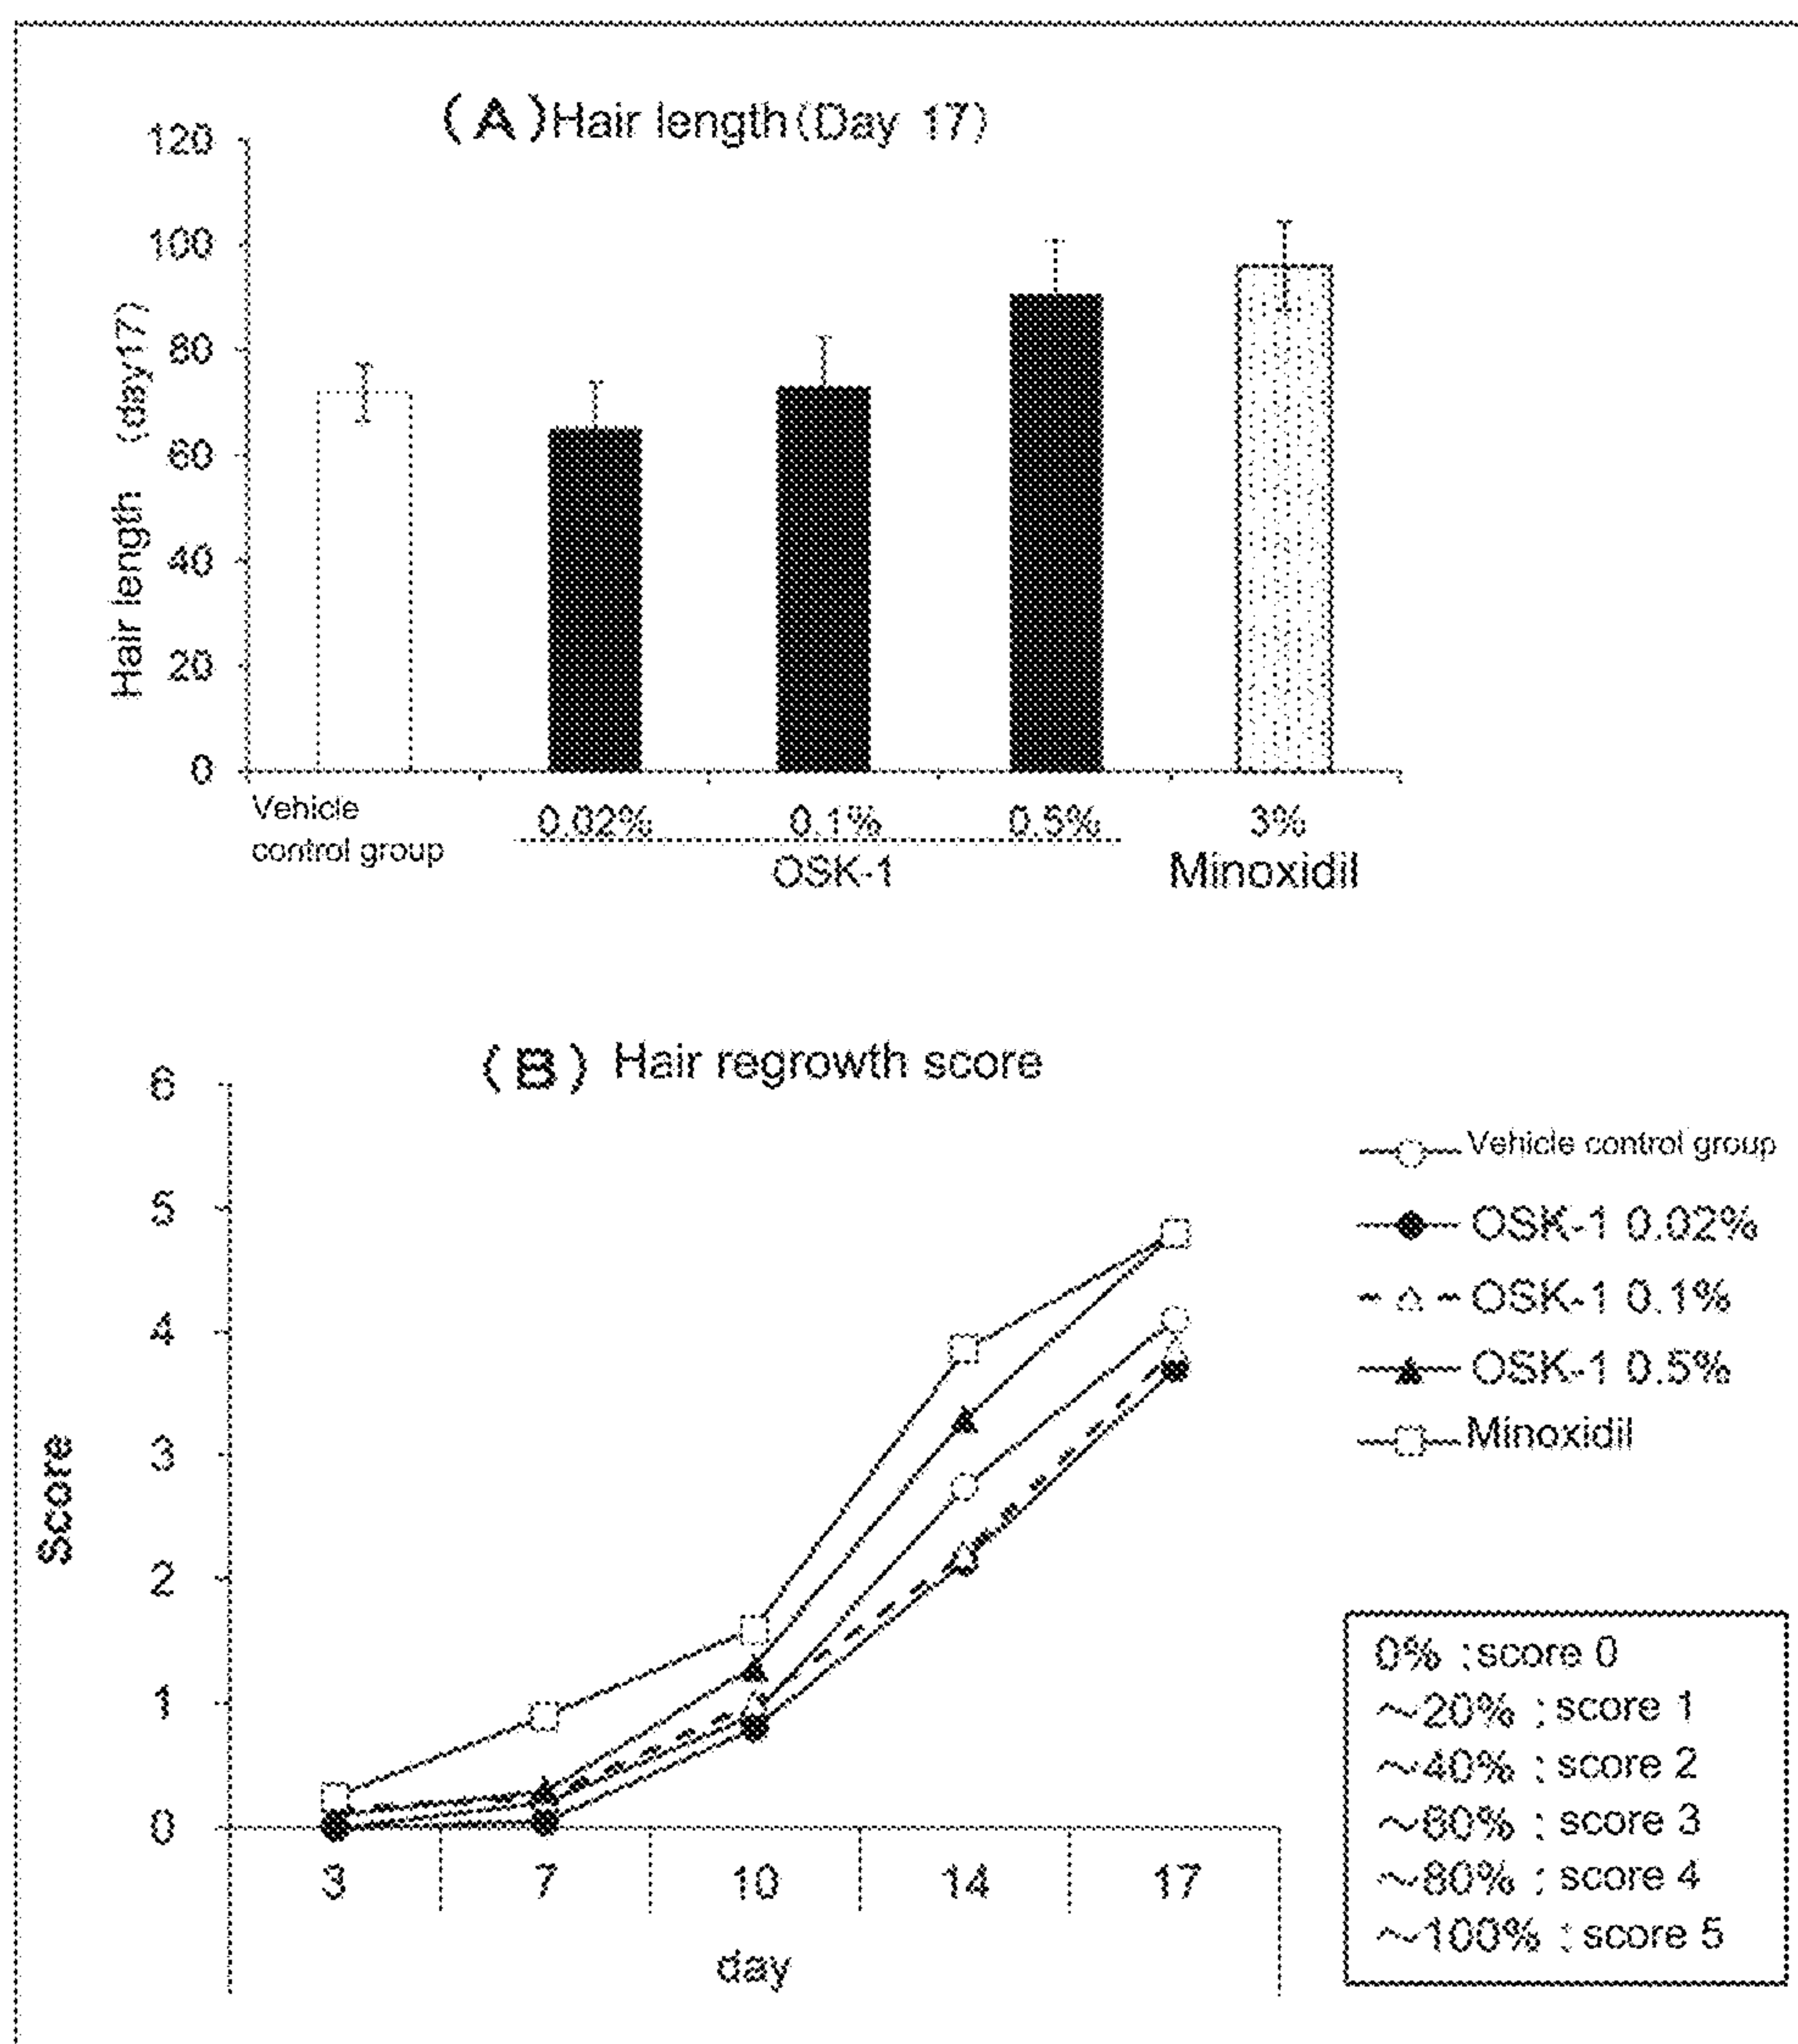 (A)Hair length(Day 17)
120
100
80
60
40
20
0
Hair length (day17)
Vehicle
control group
0.02% 0.1% 0.5% 3%
OSK-1 Minoxidil
(B) Hair regrowth score
6
5
4
3
2
1
0
Score
3 7 10 14 17
day
Vehicle control group
OSK-1 0.02%
OSK-1 0.1%
OSK-1 0.5%
Minoxidil
0% : score 0
~20% : score 1
~40% : score 2
~60% : score 3
~80% : score 4
~100% : score 5